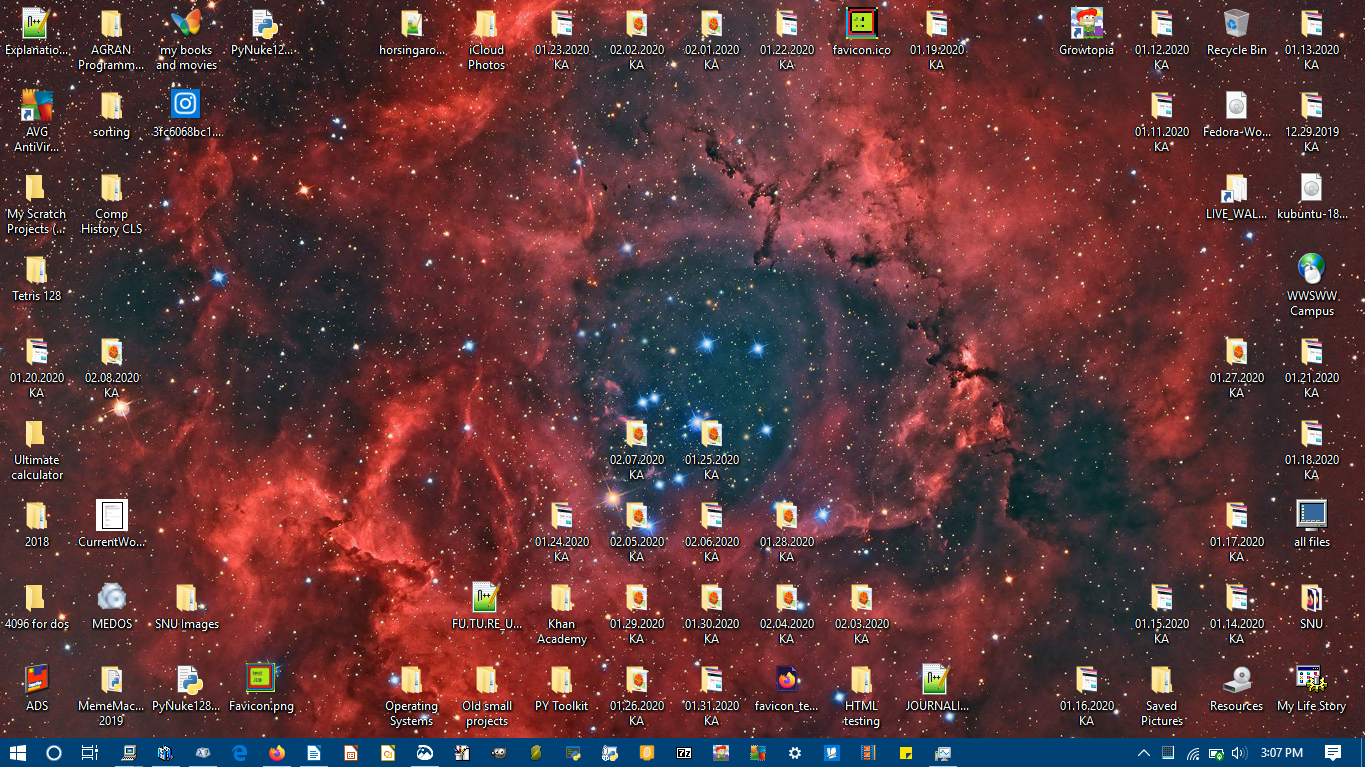 Explanatio...
AGRAN
Programm...
my books
and movies
PyNuke12...
horsingaro...
iCloud
Photos
01.23.2020
KA
02.02.2020
KA
02.01.2020
KA
01.22.2020
KA
favicon.ico
01.19.2020
KA
Growtopia
01.12.2020
KA
Recycle Bin
01.13.2020
KA
AVG
AntiVir...
sorting
3fc6068bc1...
01.11.2020
KA
Fedora-Wo...
12.29.2019
KA
My Scratch
Projects (...
Comp
History CLS
LIVE_WAL...
kubuntu-18...
Tetris 128
WWSWW
Campus
01.20.2020
KA
02.08.2020
KA
01.27.2020
KA
01.21.2020
KA
Ultimate
calculator
02.07.2020
KA
01.25.2020
KA
01.18.2020
KA
2018
CurrentWo...
01.24.2020
KA
02.05.2020
KA
02.06.2020
KA
01.28.2020
KA
01.17.2020
KA
all files
4096 for dos
MEDOS
SNU Images
FU.TU.RE_U...
Khan
Academy
01.29.2020
KA
01.30.2020
KA
02.04.2020
KA
02.03.2020
KA
01.15.2020
KA
01.14.2020
KA
SNU
ADS
MemeMac...
2019
PyNuke128...
Favicon.png
Operating
Systems
Old small
projects
PY Toolkit
01.26.2020
KA
01.31.2020
KA
favicon_te...
HTML
testing
JOURNALI...
01.16.2020
KA
Saved
Pictures
Resources
My Life Story
3:07 PM